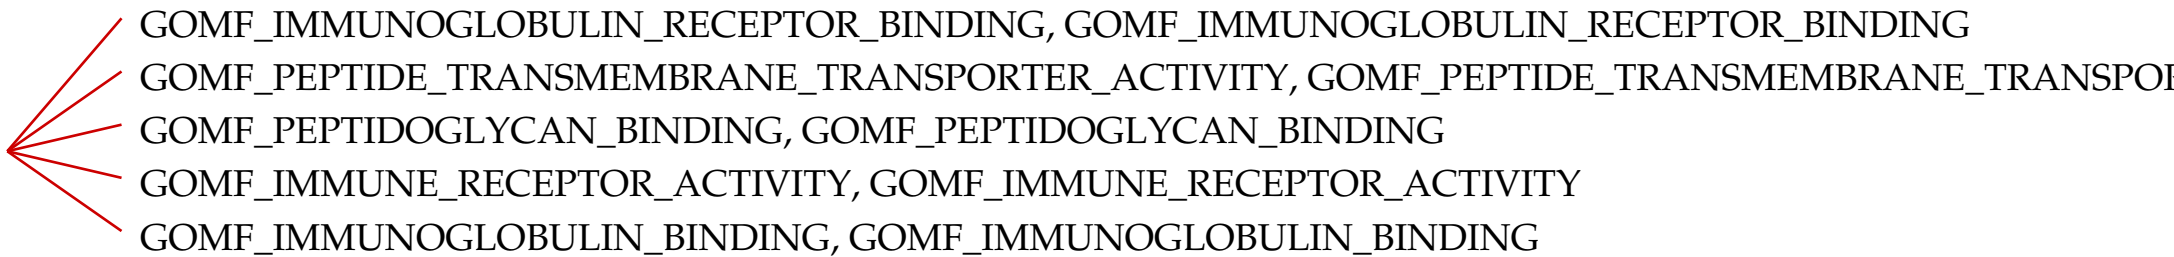 GOMF_IMMUNOGLOBULIN_RECEPTOR_BINDING, GOMF_IMMUNOGLOBULIN_RECEPTOR_BINDING
GOMF_PEPTIDE_TRANSMEMBRANE_TRANSPORTER_ACTIVITY, GOMF_PEPTIDE_TRANSMEMBRANE_TRANSPOR
GOMF_PEPTIDOGLYCAN_BINDING, GOMF_PEPTIDOGLYCAN_BINDING
GOMF_IMMUNE_RECEPTOR_ACTIVITY, GOMF_IMMUNE_RECEPTOR_ACTIVITY
GOMF_IMMUNOGLOBULIN_BINDING, GOMF_IMMUNOGLOBULIN_BINDING